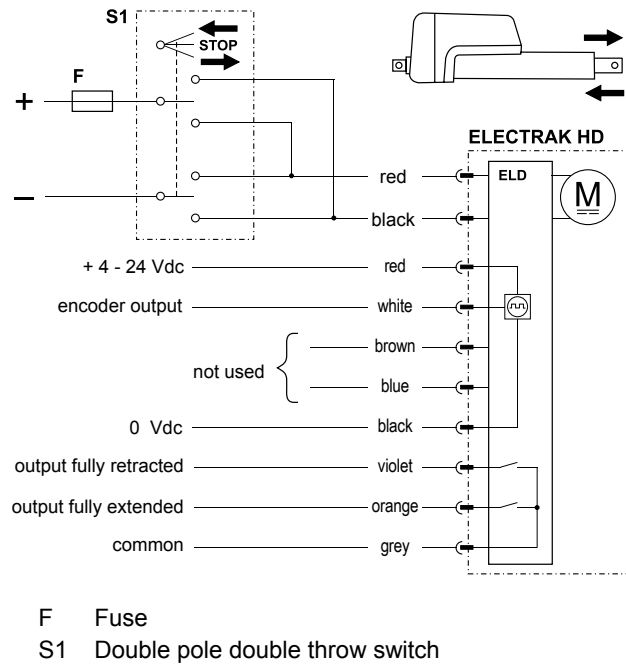 S1
STOP
F
+
–
ELECTRAK HD
red
ELD
M
black
+ 4 - 24 Vdc red
encoder output white
not used
brown
blue
0 Vdc black
output fully retracted violet
output fully extended orange
common grey
F Fuse
S1 Double pole double throw switch